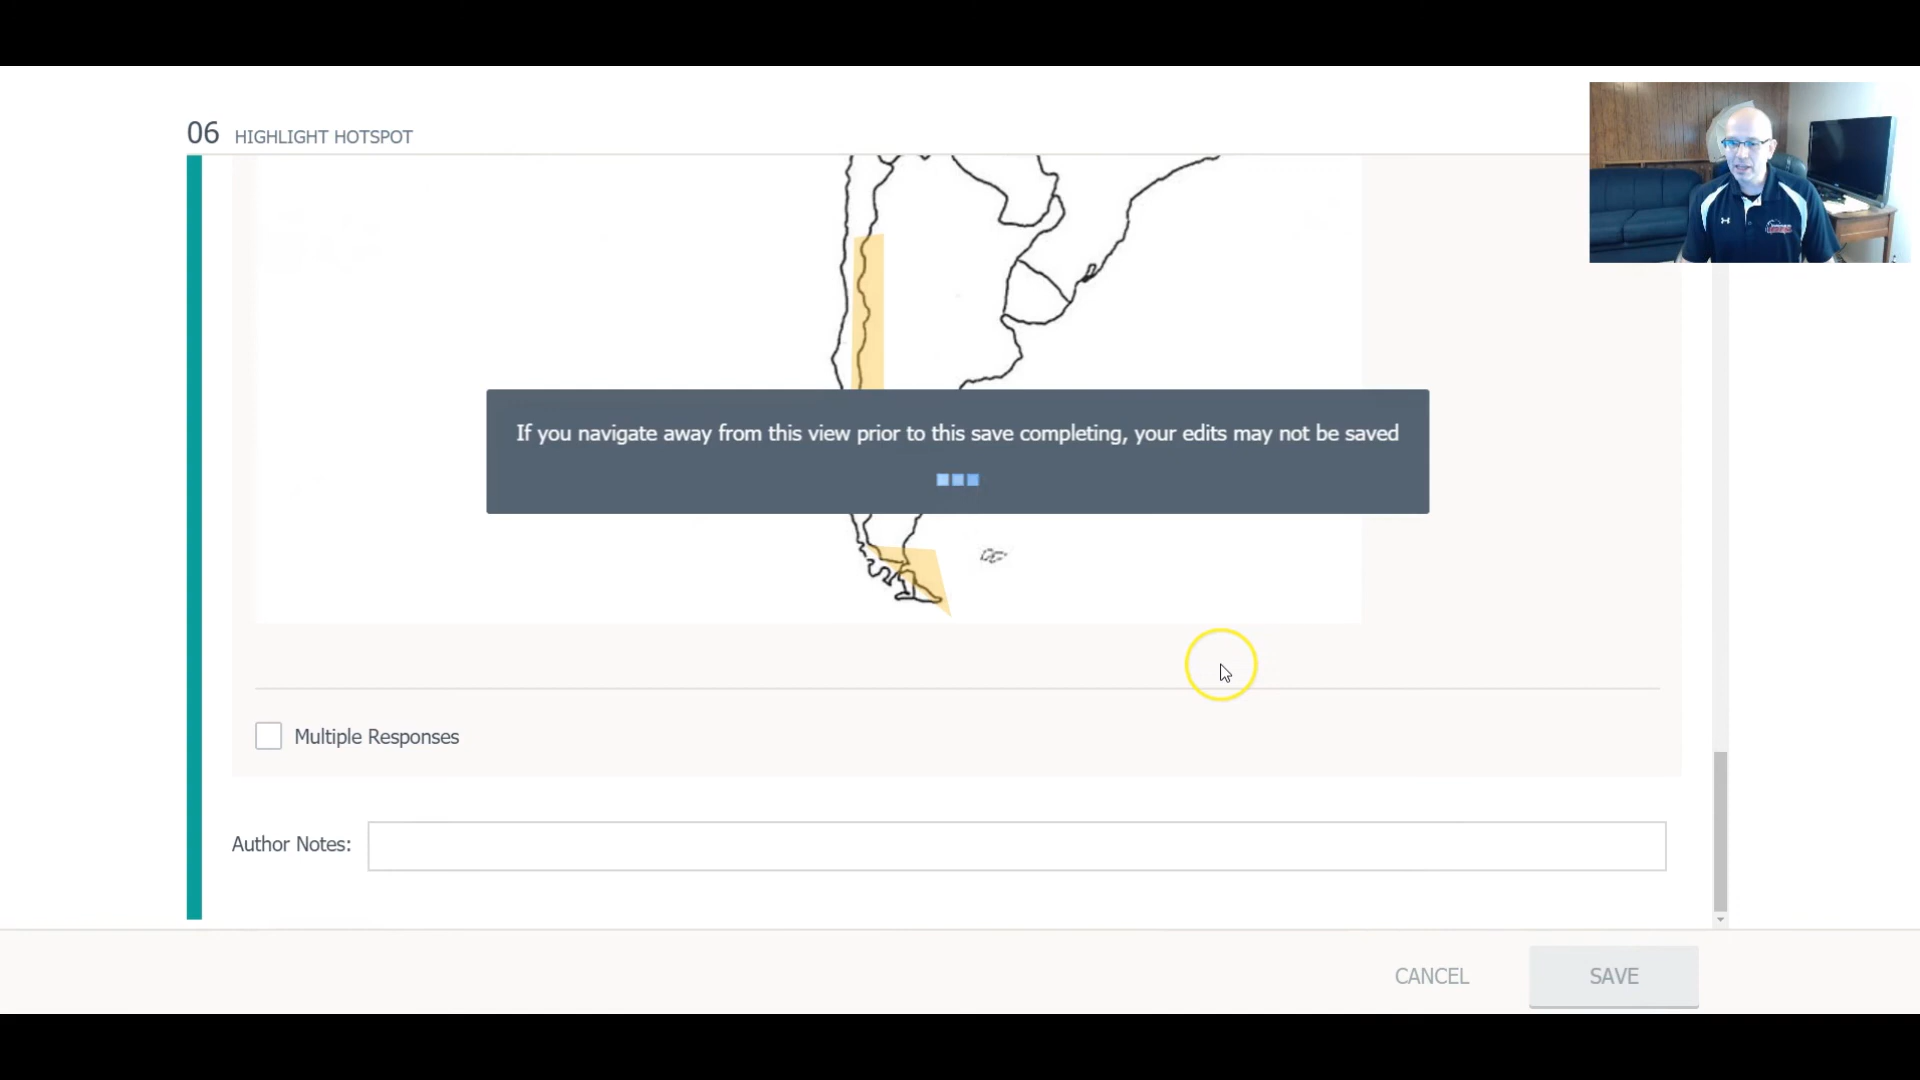 06 HIGHLIGHT HOTSPOT
If you navigate away from this view prior to this save completing, your edits may not be saved
Multiple Responses
Author Notes:
CANCEL
SAVE